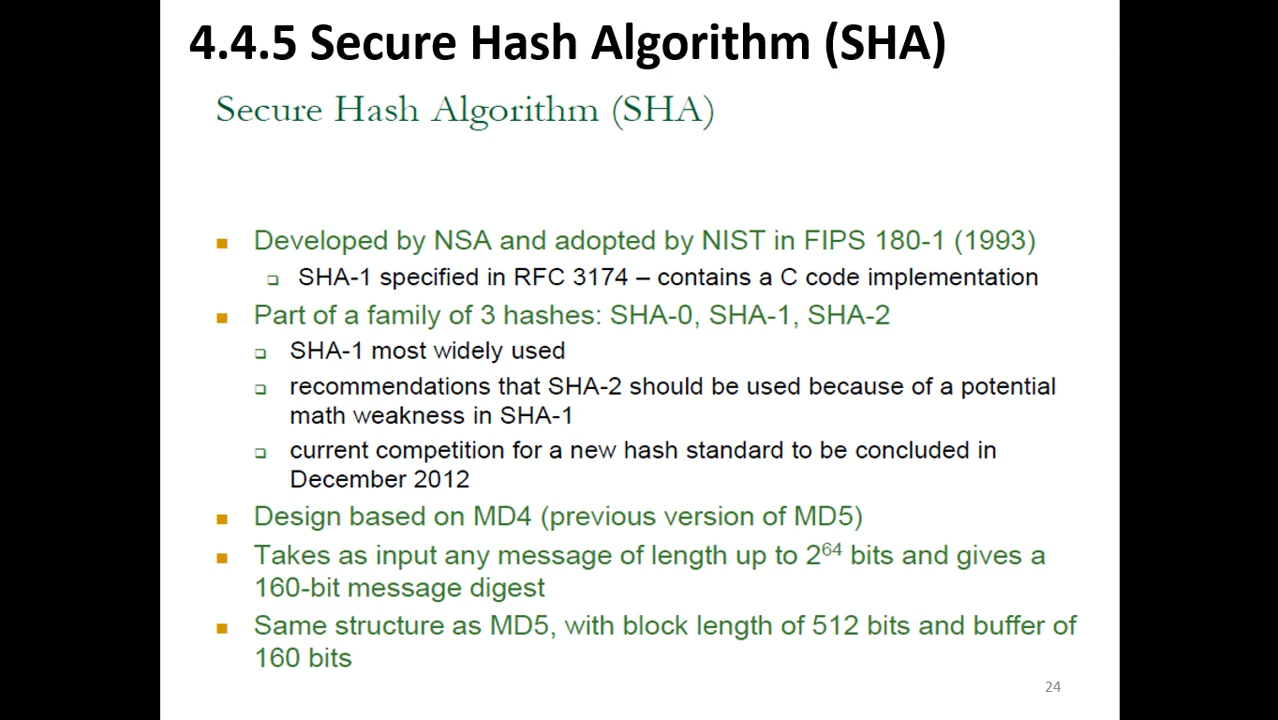 4.4.5 Secure Hash Algorithm (SHA)
Secure Hash Algorithm (SHA)
Developed by NSA and adopted by NIST in FIPS 180-1 (1993)
SHA-1 specified in RFC 3174 – contains a C code implementation
Part of a family of 3 hashes: SHA-0, SHA-1, SHA-2
SHA-1 most widely used
recommendations that SHA-2 should be used because of a potential
math weakness in SHA-1
current competition for a new hash standard to be concluded in
December 2012
Design based on MD4 (previous version of MD5)
Takes as input any message of length up to 2⁶⁴ bits and gives a
160-bit message digest
Same structure as MD5, with block length of 512 bits and buffer of
160 bits
24